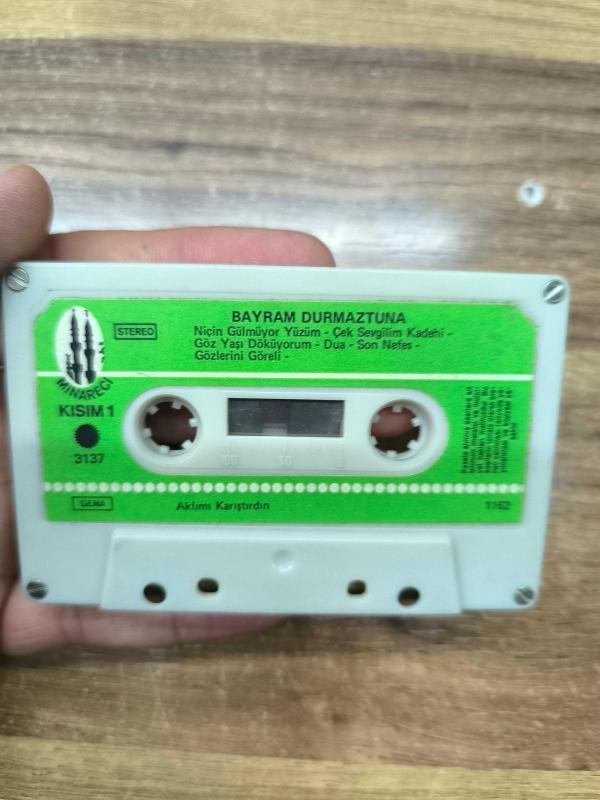 BAYRAM DURMAZTUNA
STEREO
Niçin Gülmüyor Yüzüm - Çek Sevgilim Kadehi -
Göz Yaşı Döküyorum - Dua - Son Nefes -
Gözlerini Göreli -
MİNARECİ
KISIM 1
3137
100 50 0
GEMA
Aklımı Karıştırdın
1162